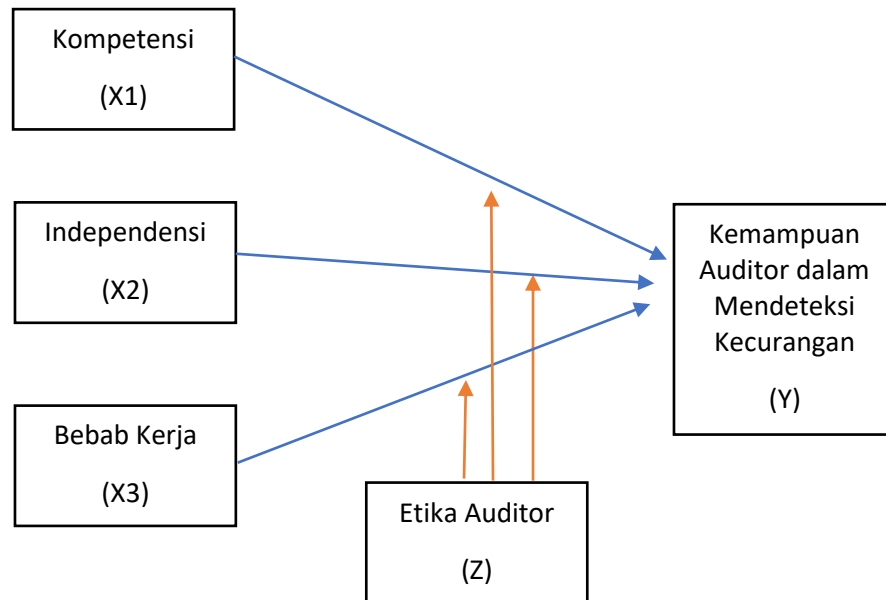 Kompetensi
(X1)
Independensi
(X2)
Bebab Kerja
(X3)
Etika Auditor
(Z)
Kemampuan
Auditor dalam
Mendeteksi
Kecurangan
(Y)